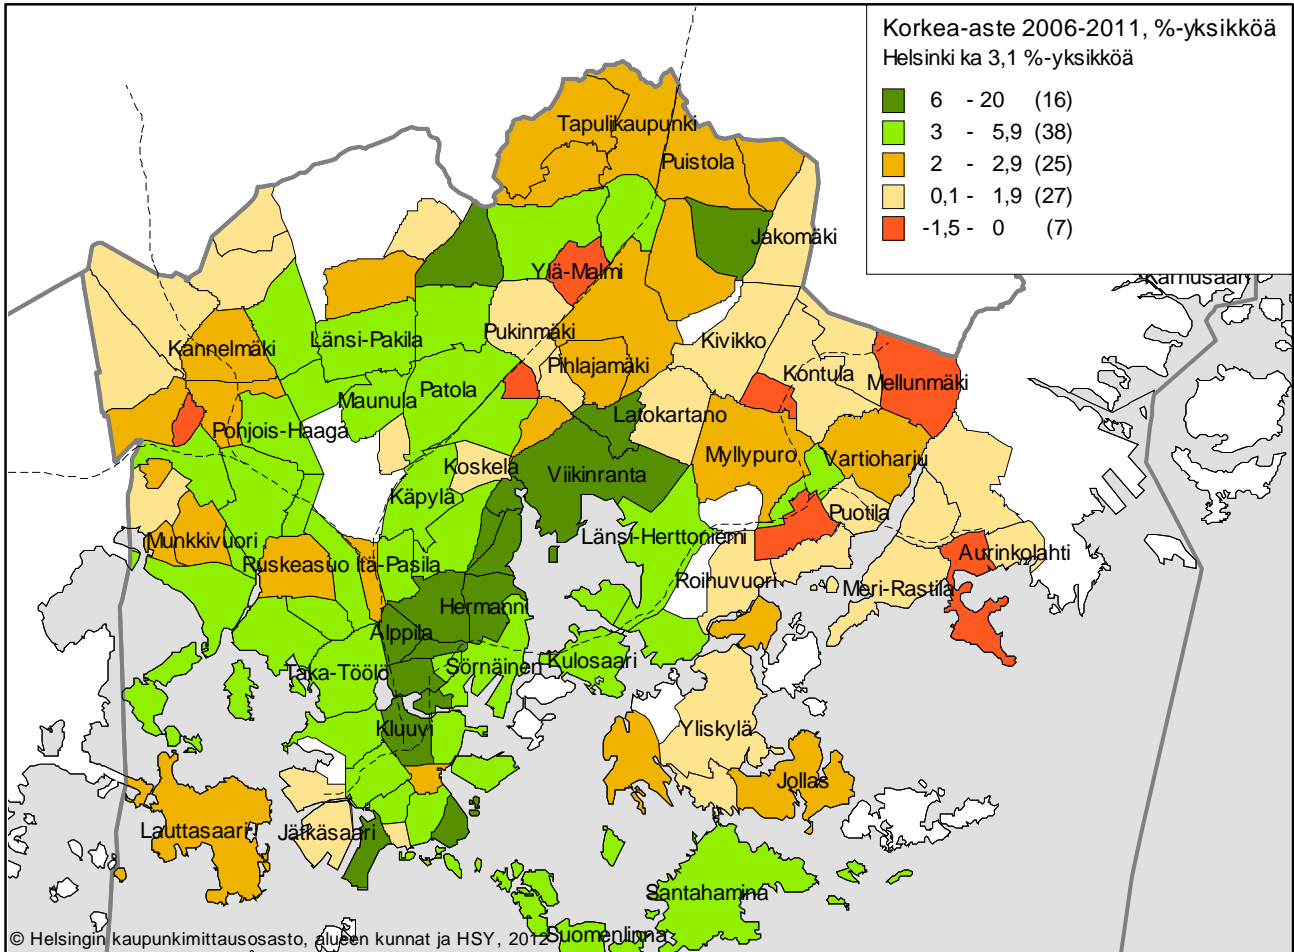 Korkea-aste 2006-2011, %-yksikköä
Helsinki ka 3,1 %-yksikköä
6 - 20 (16)
3 - 5,9 (38)
2 - 2,9 (25)
0,1 - 1,9 (27)
-1,5 - 0 (7)
Tapulikaupunki
Puistola
Jakomäki
Ylä-Malmi
Karhusaari
Pukinmäki
Länsi-Pakila
Kivikko
Kannelmäki
Pihlajamäki
Kontula
Mellunmäki
Patola
Maunula
Latokartano
Pohjois-Haaga
Myllypuro
Vartioharju
Koskela
Viikinranta
Käpylä
Puotila
Munkkivuori
Länsi-Herttoniemi
Aurinkolahti
Ruskeasuo
Itä-Pasila
Roihuvuori
Meri-Rastila
Hermanni
Alppila
Sörnäinen
Kulosaari
Taka-Töölö
Kluuvi
Yliskylä
Jollas
Lauttasaari
Jätkäsaari
Santahamina
Suomenlinna
© Helsingin kaupunkimittausosasto, alueen kunnat ja HSY, 2012